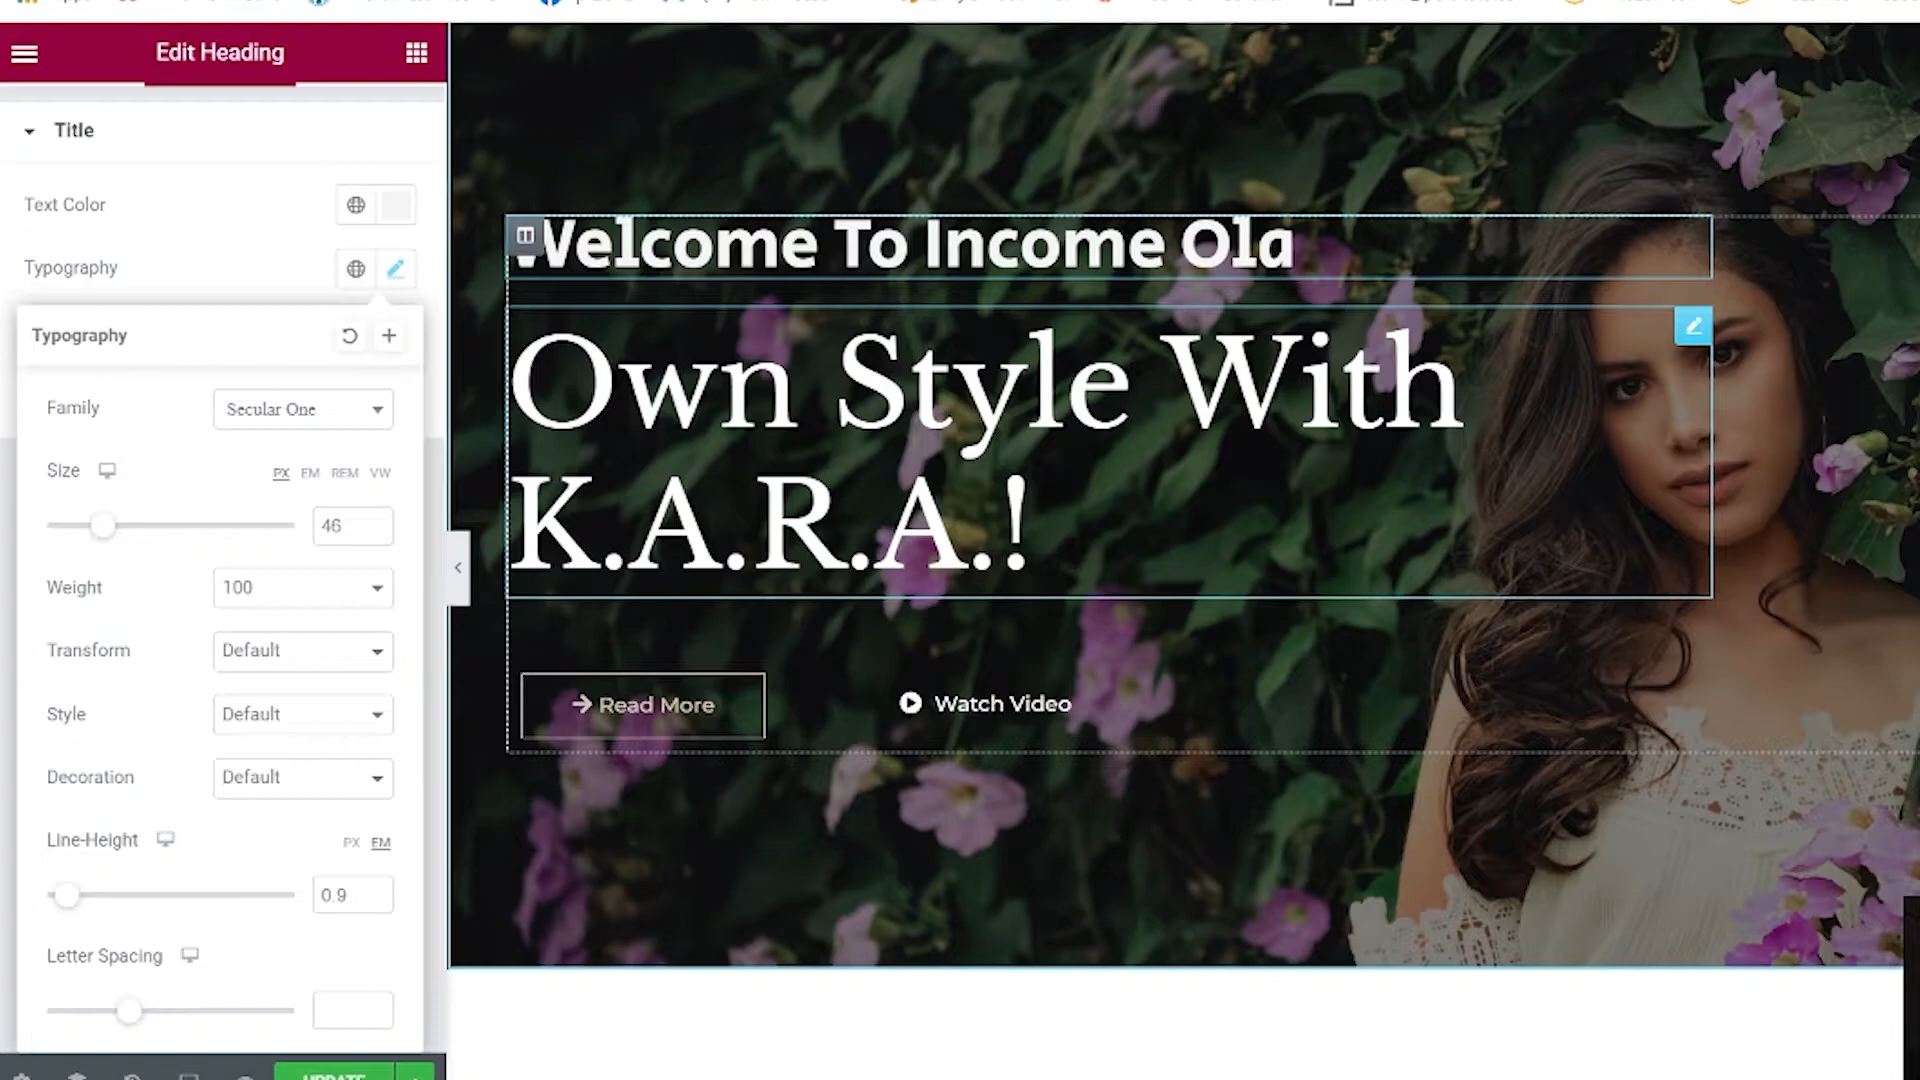 Edit Heading
Title
Text Color
Typography
Typography
Family
Secular One
Size
PX EM REM VW
46
Weight
100
Transform
Default
Style
Default
Decoration
Default
Line-Height
PX EM
0.9
Letter Spacing
UPDATE
Welcome To Income Ola
Own Style With
K.A.R.A.!
Read More
Watch Video